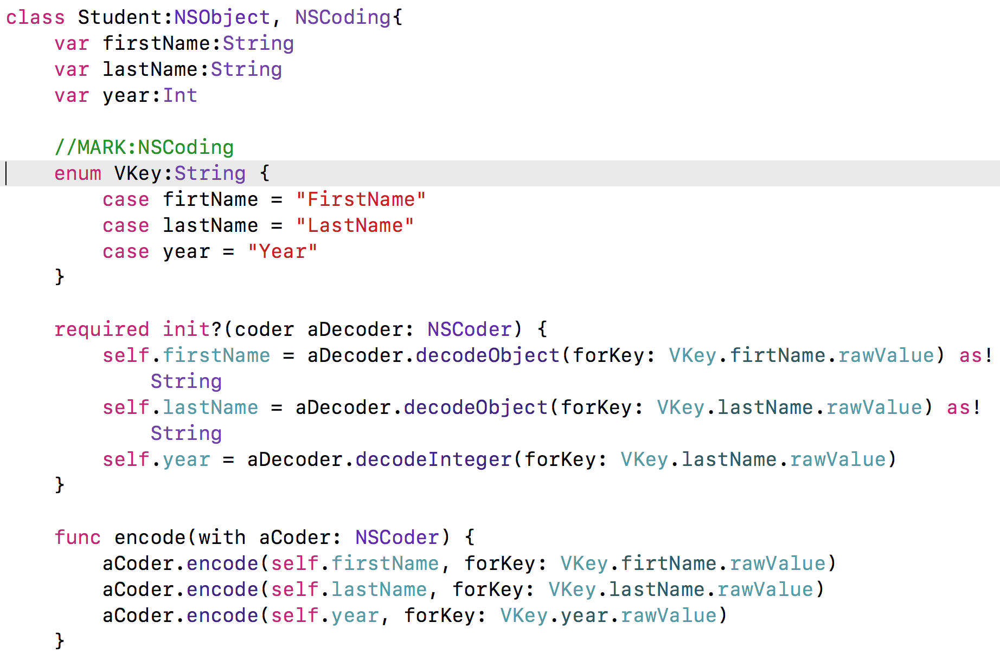 class Student:NSObject, NSCoding{
    var firstName:String
    var lastName:String
    var year:Int
    //MARK:NSCoding
    enum VKey:String {
        case firtName = "FirstName"
        case lastName = "LastName"
        case year = "Year"
    }
    required init?(coder aDecoder: NSCoder) {
        self.firstName = aDecoder.decodeObject(forKey: VKey.firtName.rawValue) as!
            String
        self.lastName = aDecoder.decodeObject(forKey: VKey.lastName.rawValue) as!
            String
        self.year = aDecoder.decodeInteger(forKey: VKey.lastName.rawValue)
    }
    func encode(with aCoder: NSCoder) {
        aCoder.encode(self.firstName, forKey: VKey.firtName.rawValue)
        aCoder.encode(self.lastName, forKey: VKey.lastName.rawValue)
        aCoder.encode(self.year, forKey: VKey.year.rawValue)
    }